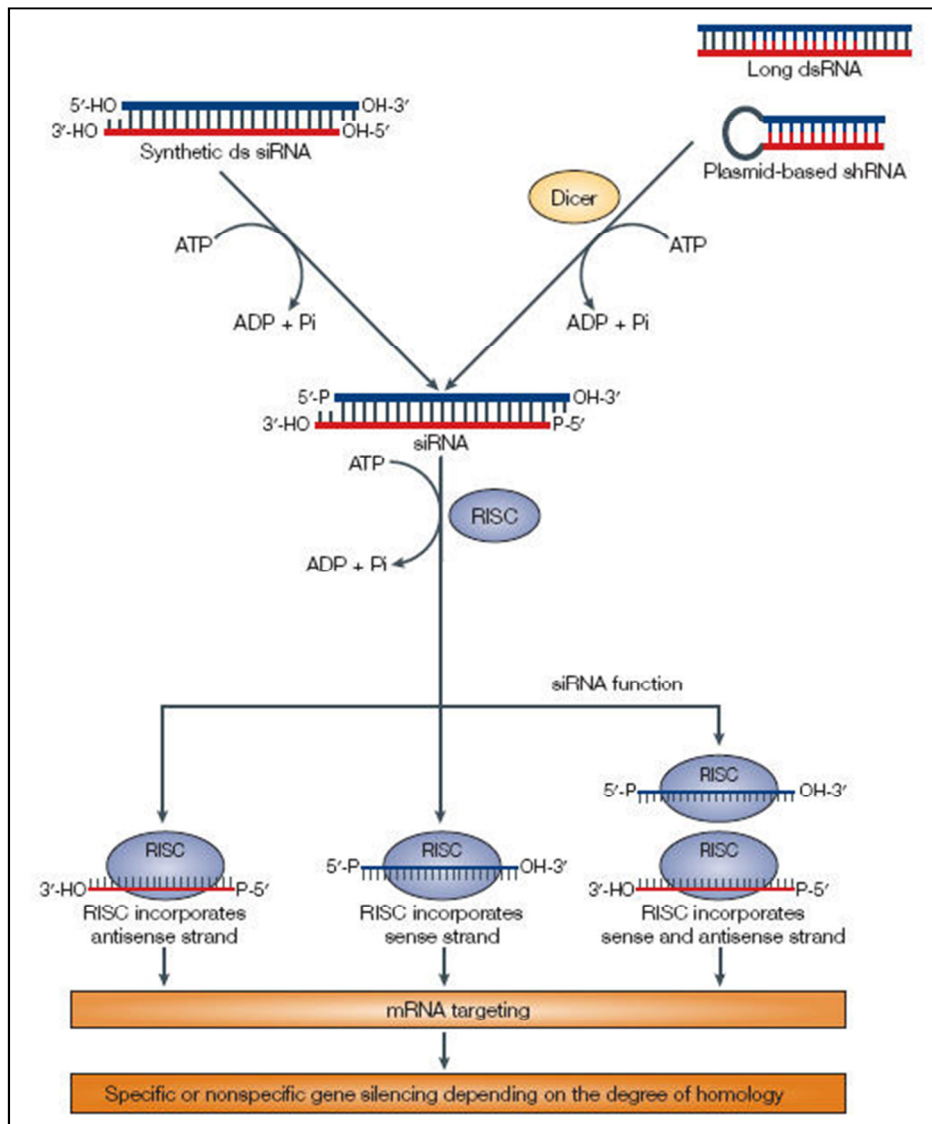 Long dsRNA
5′-HO OH-3′
3′-HO OH-5′
Synthetic ds siRNA
Plasmid-based shRNA
Dicer
ATP
ADP + Pi
ATP
ADP + Pi
5′-P OH-3′
3′-HO P-5′
siRNA
ATP
RISC
ADP + Pi
siRNA function
RISC
3′-HO P-5′
RISC incorporates
antisense strand
RISC
5′-P OH-3′
RISC incorporates
sense strand
RISC
5′-P OH-3′
RISC
3′-HO P-5′
RISC incorporates
sense and antisense strand
mRNA targeting
Specific or nonspecific gene silencing depending on the degree of homology